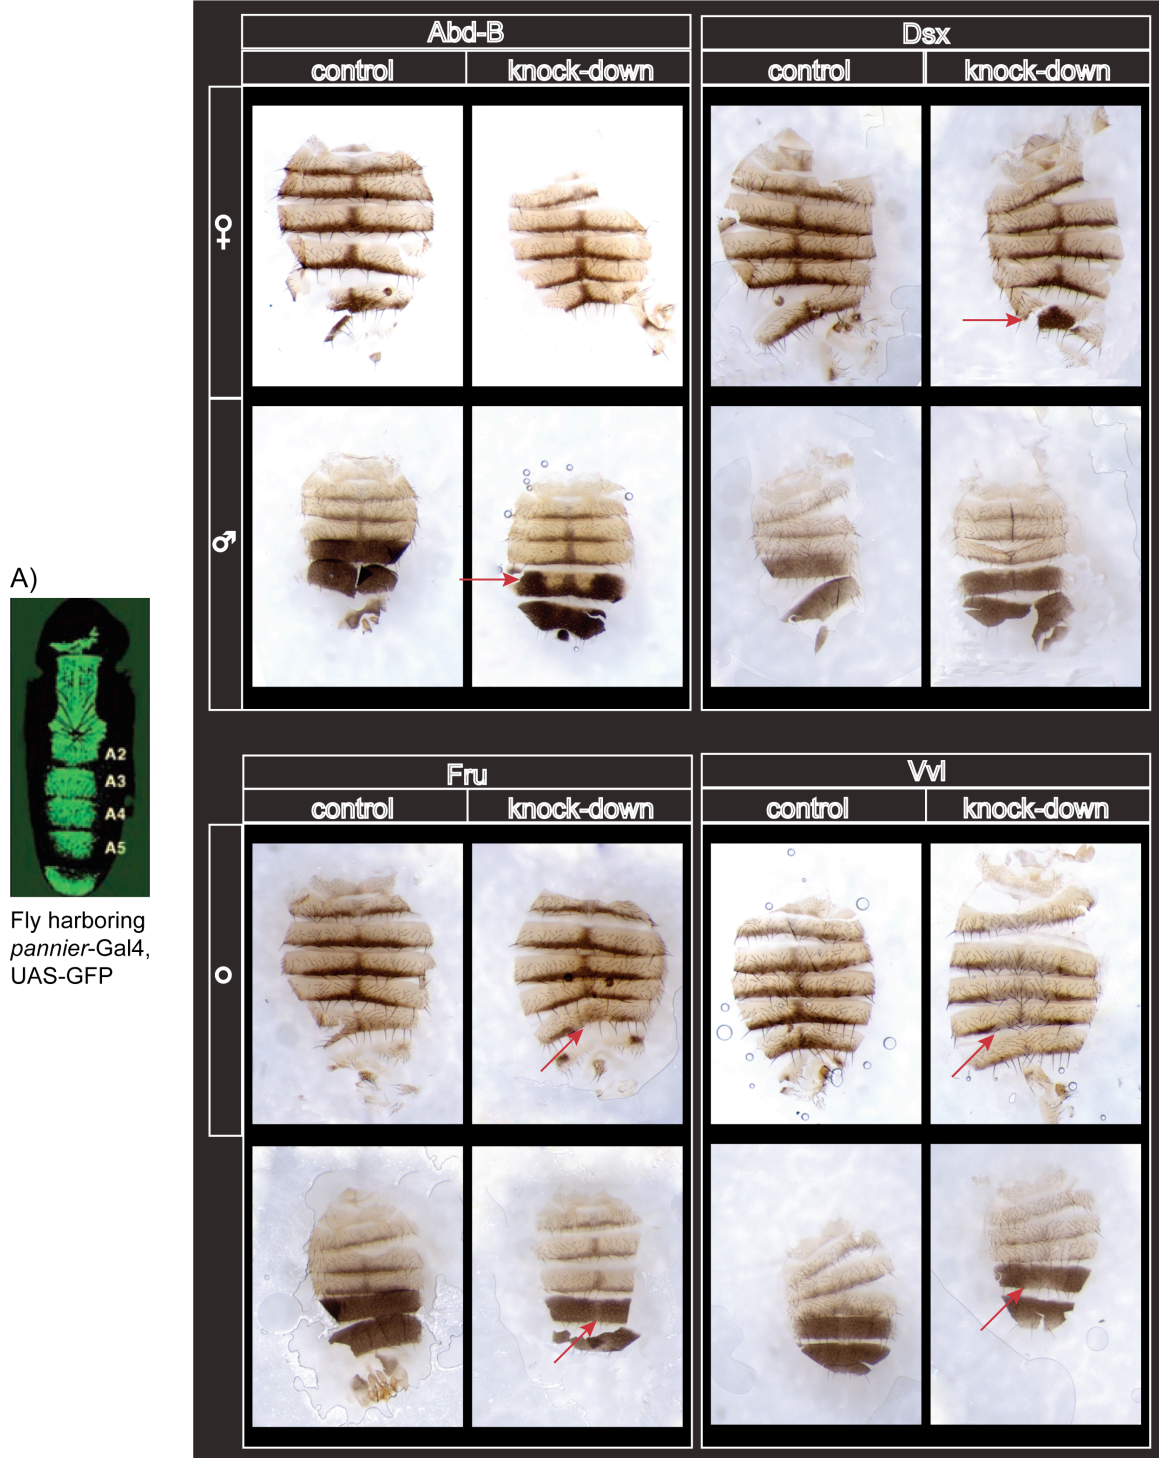 Abd-B
Dsx
control
knock-down
control
knock-down
♀
♂
A)
A2
A3
A4
A5
Fly harboring
pannier-Gal4,
UAS-GFP
Fru
Vvl
control
knock-down
control
knock-down